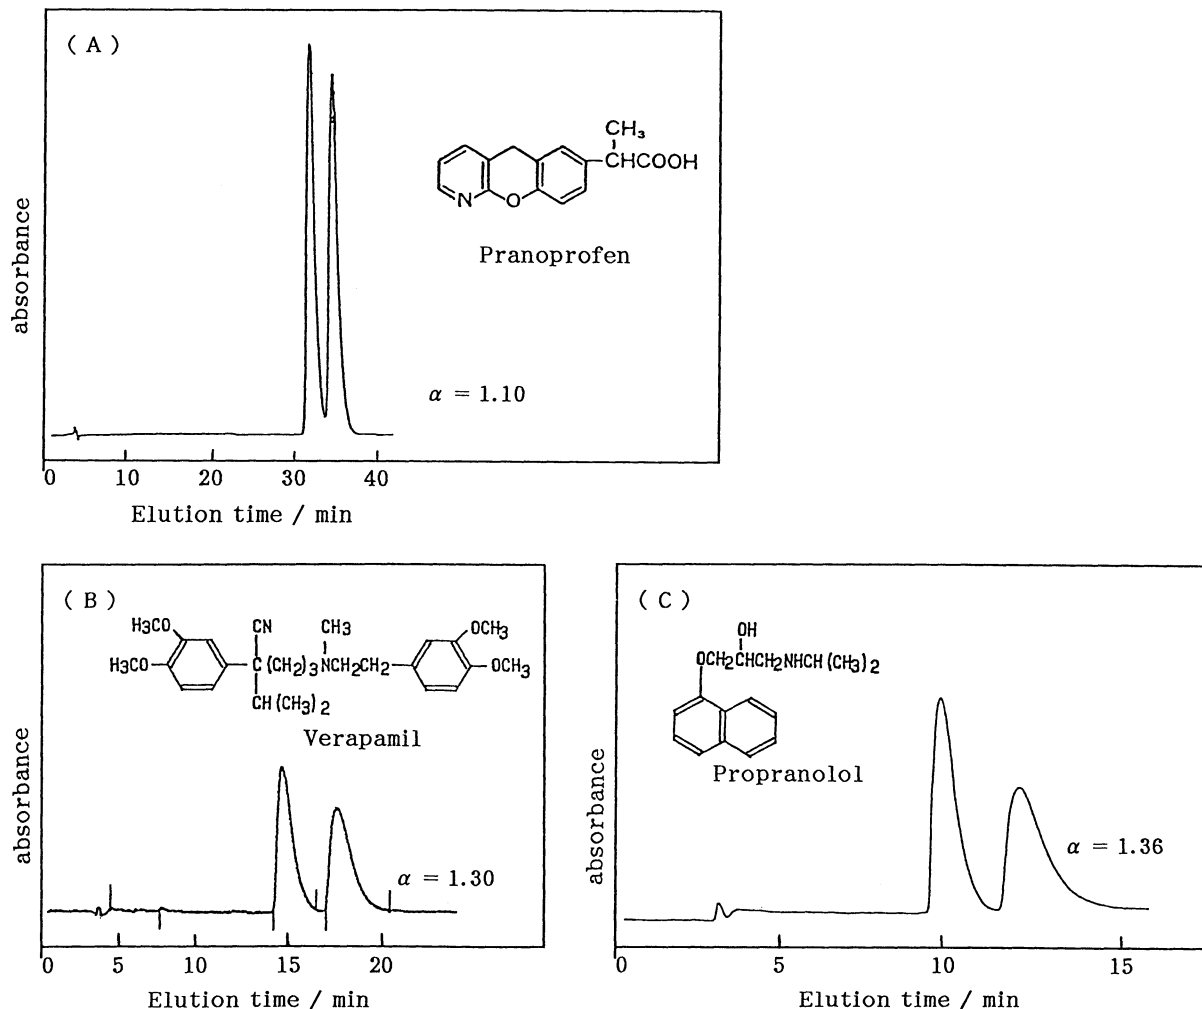 ( A )
CH₃
CHCOOH
N
O
Pranoprofen
α = 1.10
absorbance
0 10 20 30 40
Elution time / min
( B )
H3CO
CN
CH3
OCH₃
H3CO
C(CH₂)₃NCH₂CH₂
OCH₃
CH(CH₃)₂
Verapamil
absorbance
α = 1.30
0 5 10 15 20
Elution time / min
( C )
OH
OCH₂CHCH₂NHCH(CH₃)₂
Propranolol
absorbance
α = 1.36
0 5 10 15
Elution time / min